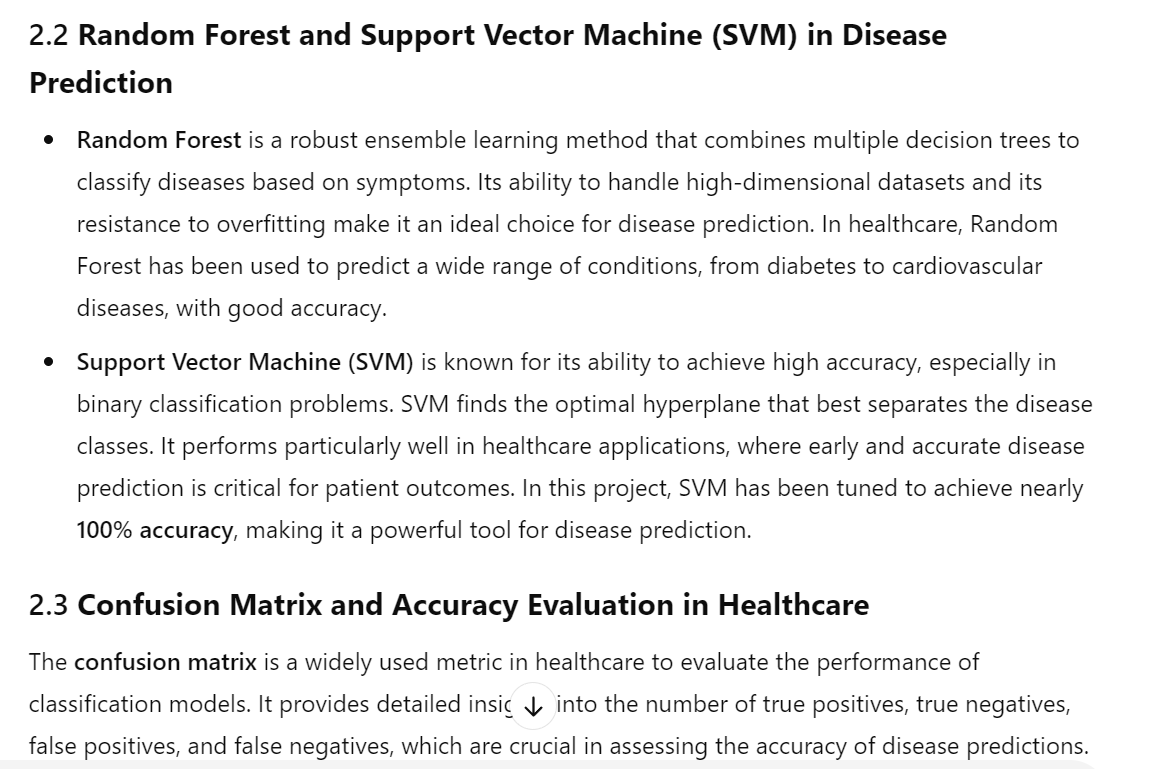 2.2 Random Forest and Support Vector Machine (SVM) in Disease
Prediction
• Random Forest is a robust ensemble learning method that combines multiple decision trees to
classify diseases based on symptoms. Its ability to handle high-dimensional datasets and its
resistance to overfitting make it an ideal choice for disease prediction. In healthcare, Random
Forest has been used to predict a wide range of conditions, from diabetes to cardiovascular
diseases, with good accuracy.
• Support Vector Machine (SVM) is known for its ability to achieve high accuracy, especially in
binary classification problems. SVM finds the optimal hyperplane that best separates the disease
classes. It performs particularly well in healthcare applications, where early and accurate disease
prediction is critical for patient outcomes. In this project, SVM has been tuned to achieve nearly
100% accuracy, making it a powerful tool for disease prediction.
2.3 Confusion Matrix and Accuracy Evaluation in Healthcare
The confusion matrix is a widely used metric in healthcare to evaluate the performance of
classification models. It provides detailed into the number of true positives, true negatives,
false positives, and false negatives, which are crucial in assessing the accuracy of disease predictions.